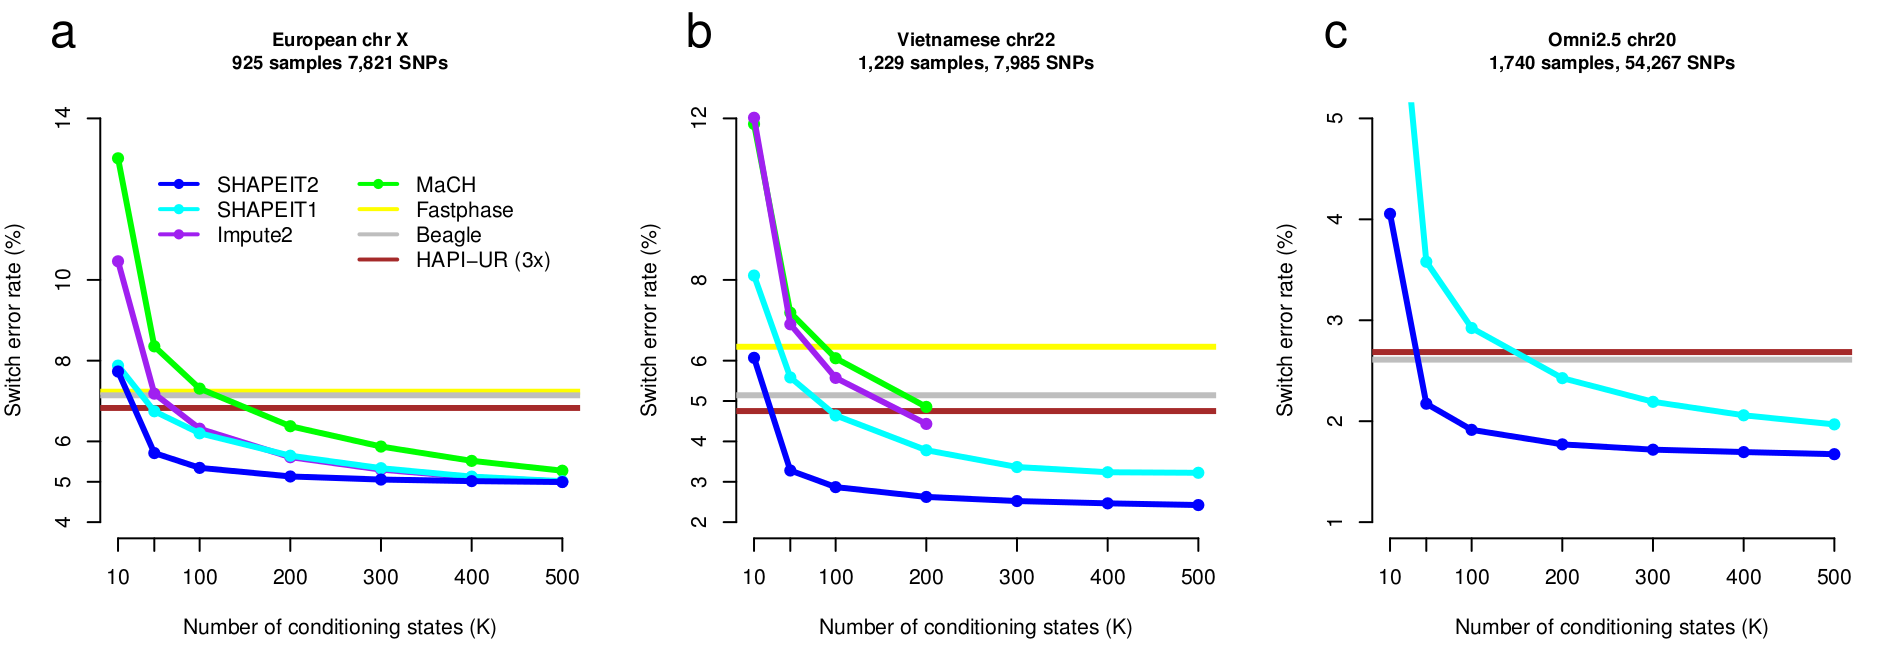 a
European chr X
925 samples 7,821 SNPs
Switch error rate (%)
14
10
8
6
5
4
SHAPEIT2
SHAPEIT1
Impute2
MaCH
Fastphase
Beagle
HAPI−UR (3x)
10 100 200 300 400 500
Number of conditioning states (K)
b
Vietnamese chr22
1,229 samples, 7,985 SNPs
Switch error rate (%)
12
8
6
5
4
3
2
10 100 200 300 400 500
Number of conditioning states (K)
c
Omni2.5 chr20
1,740 samples, 54,267 SNPs
Switch error rate (%)
5
4
3
2
1
10 100 200 300 400 500
Number of conditioning states (K)